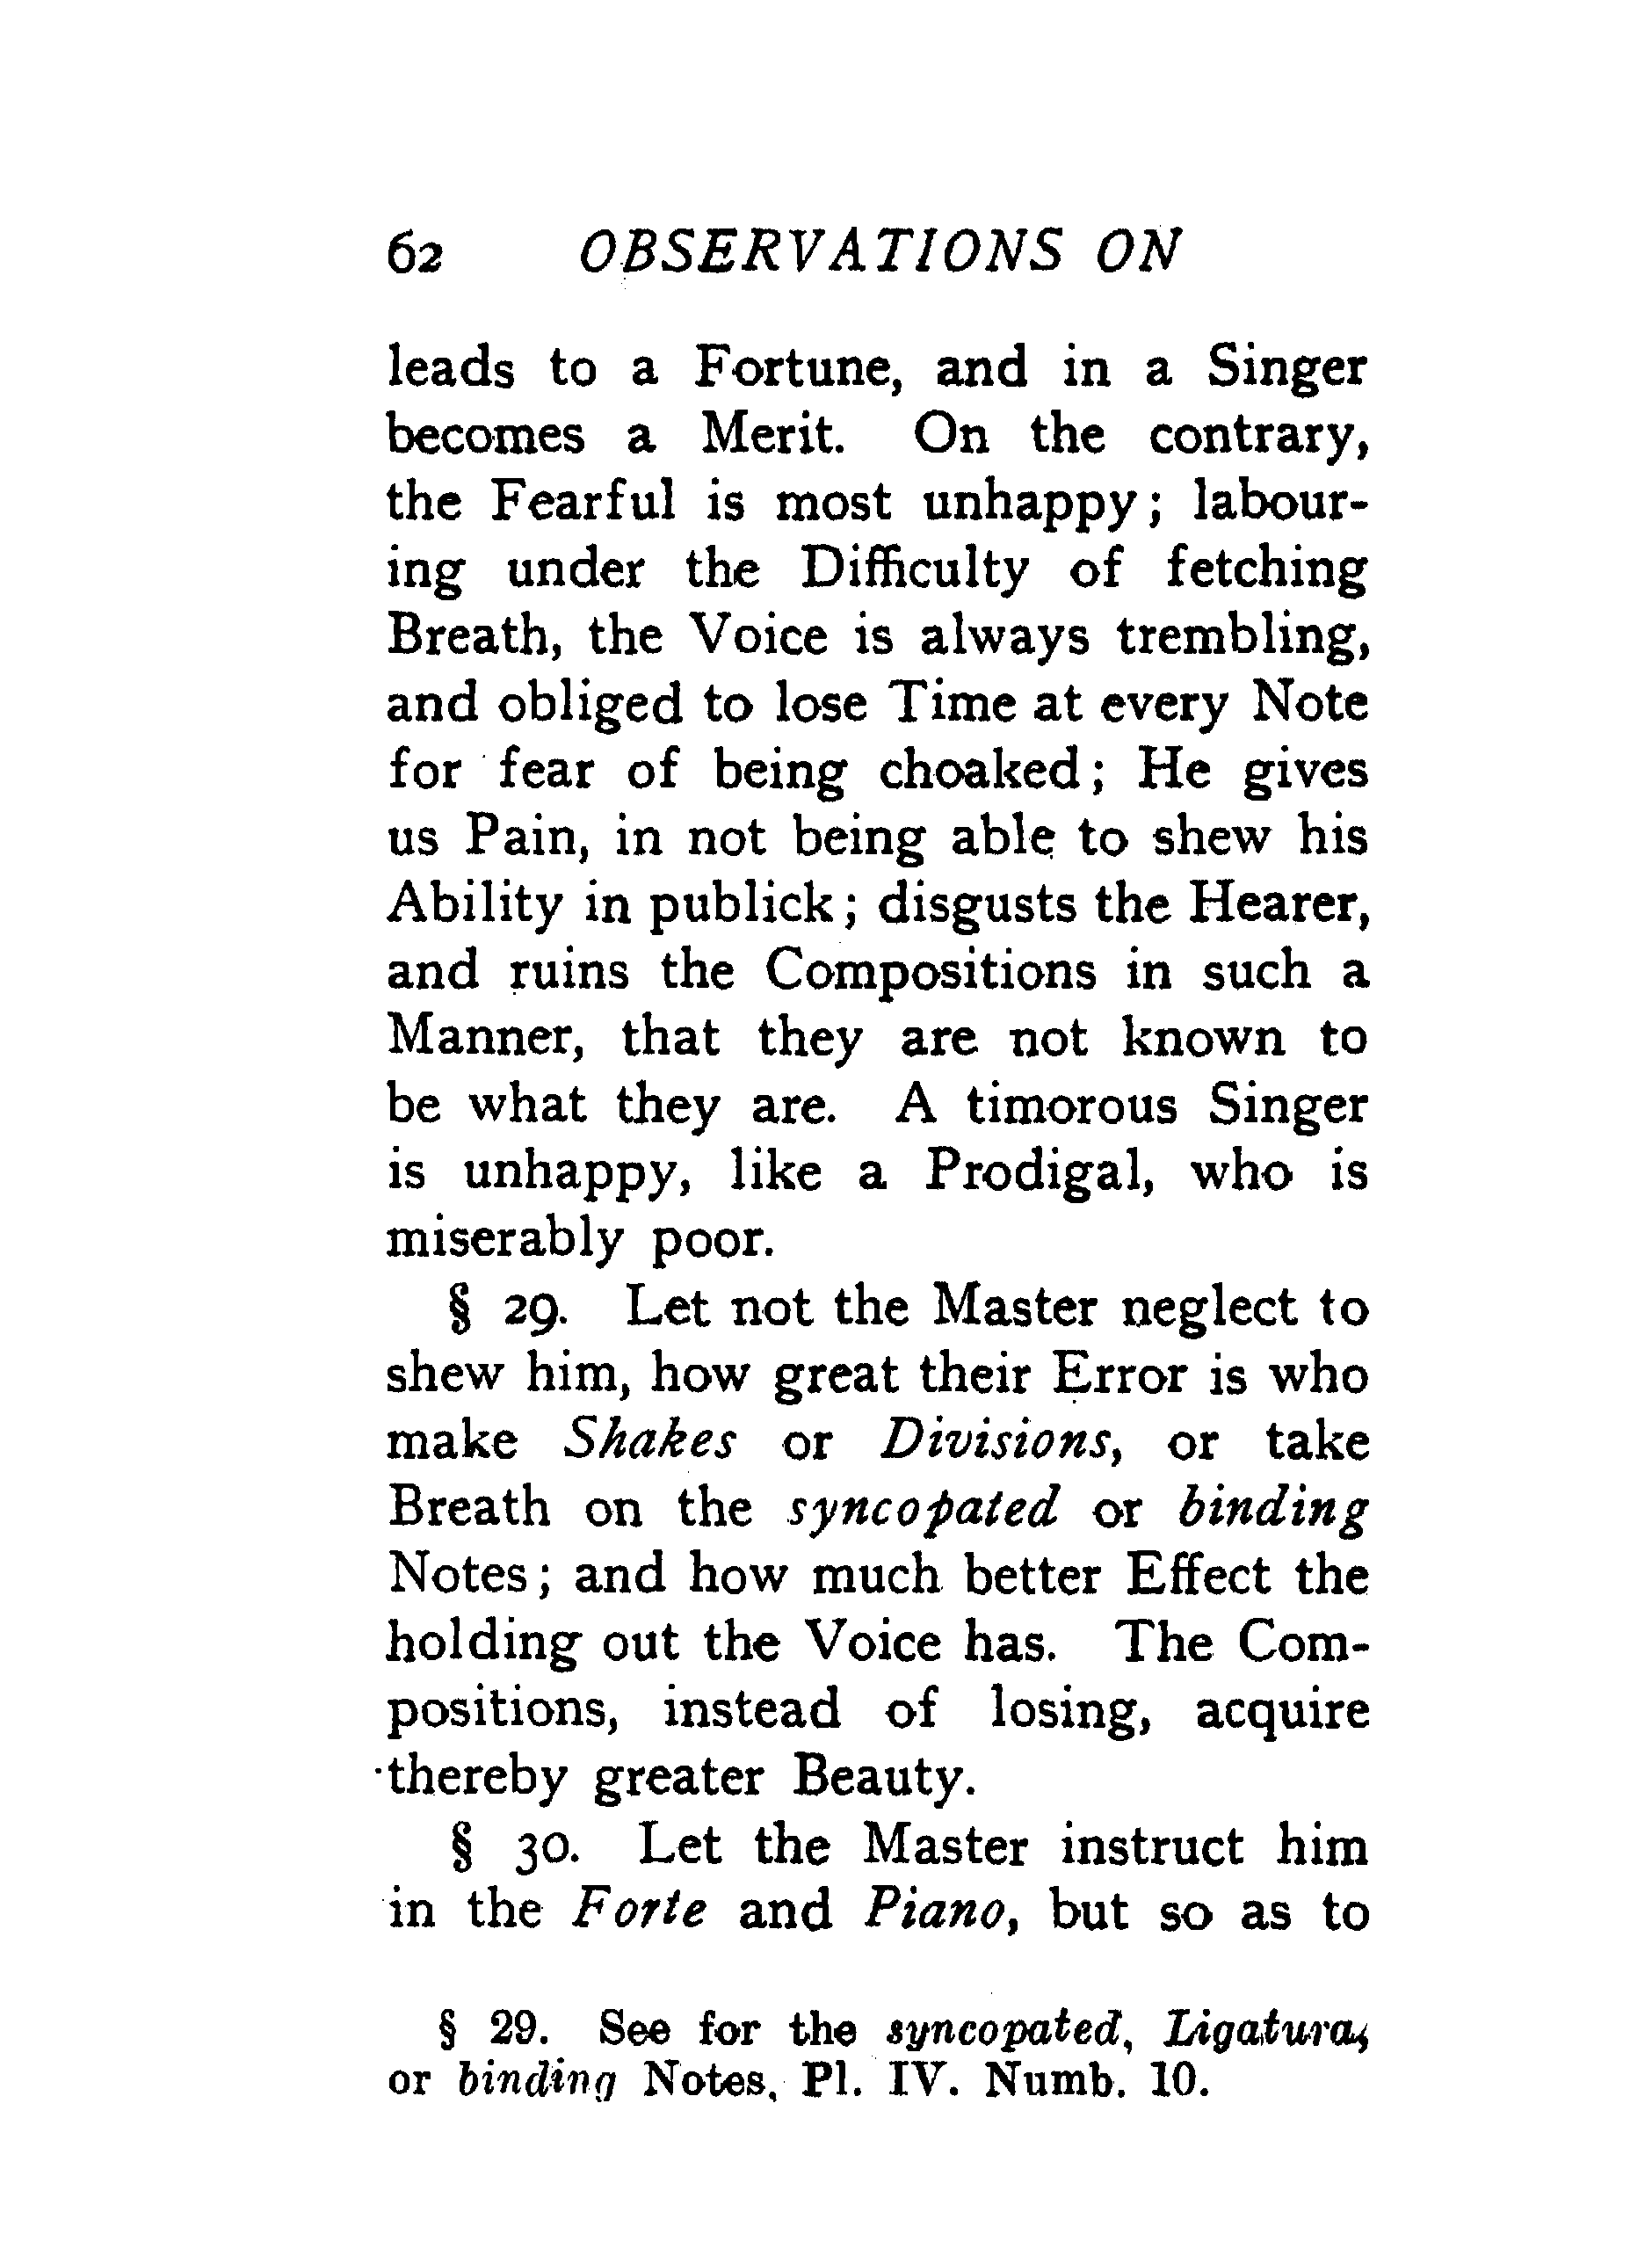 62 OBSERVATIONS ON
leads to a Fortune, and in a Singer
becomes a Merit. On the contrary,
the Fearful is most unhappy; labour-
ing under the Difficulty of fetching
Breath, the Voice is always trembling,
and obliged to lose Time at every Note
for fear of being choaked; He gives
us Pain, in not being able to shew his
Ability in publick; disgusts the Hearer,
and ruins the Compositions in such a
Manner, that they are not known to
be what they are. A timorous Singer
is unhappy, like a Prodigal, who is
miserably poor.
§ 29. Let not the Master neglect to
shew him, how great their Error is who
make Shakes or Divisions, or take
Breath on the syncopated or binding
Notes; and how much better Effect the
holding out the Voice has. The Com-
positions, instead of losing, acquire
thereby greater Beauty.
§ 30. Let the Master instruct him
in the Forte and Piano, but so as to
§ 29. See for the syncopated, Ligatura,
or binding Notes, Pl. IV. Numb. 10.